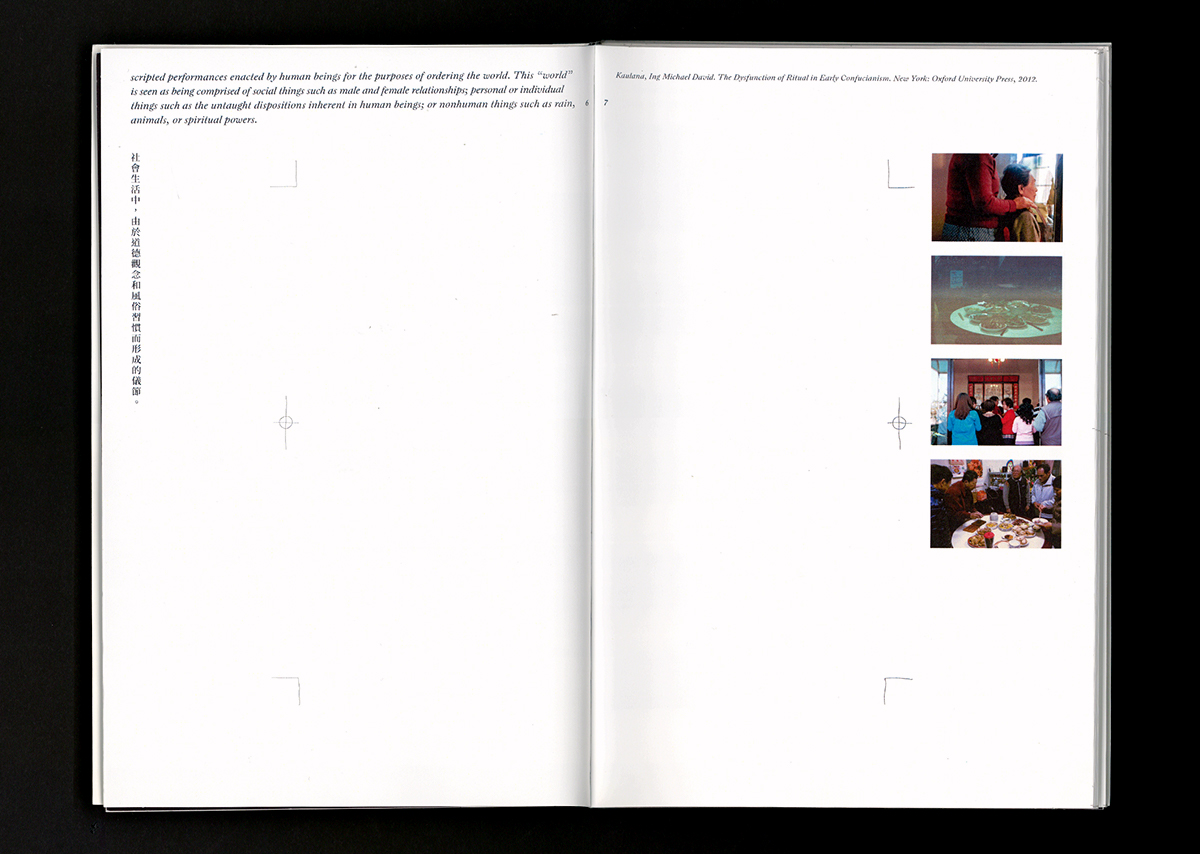 scripted performances enacted by human beings for the purposes of ordering the world. This “world”
is seen as being comprised of social things such as male and female relationships; personal or individual
things such as the untaught dispositions inherent in human beings; or nonhuman things such as rain,
animals, or spiritual powers.
社會生活中，由於道德觀念和風俗習慣而形成的儀節。
6
7
Kaulana, Ing Michael David. The Dysfunction of Ritual in Early Confucianism. New York: Oxford University Press, 2012.